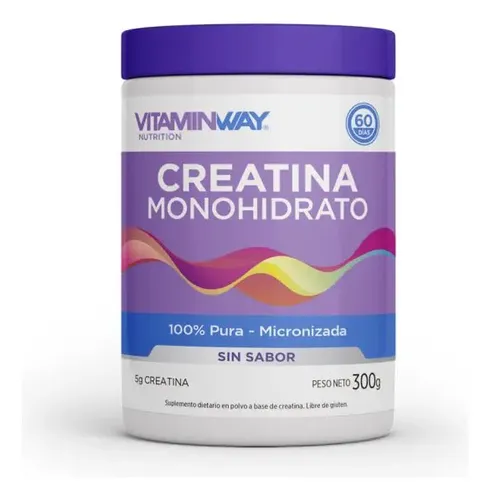 VITAMINWAY®
NUTRITION
60
DÍAS
CREATINA
MONOHIDRATO
100% Pura - Micronizada
SIN SABOR
5g CREATINA
PESO NETO 300g
Suplemento dietario en polvo a base de creatina. Libre de gluten.